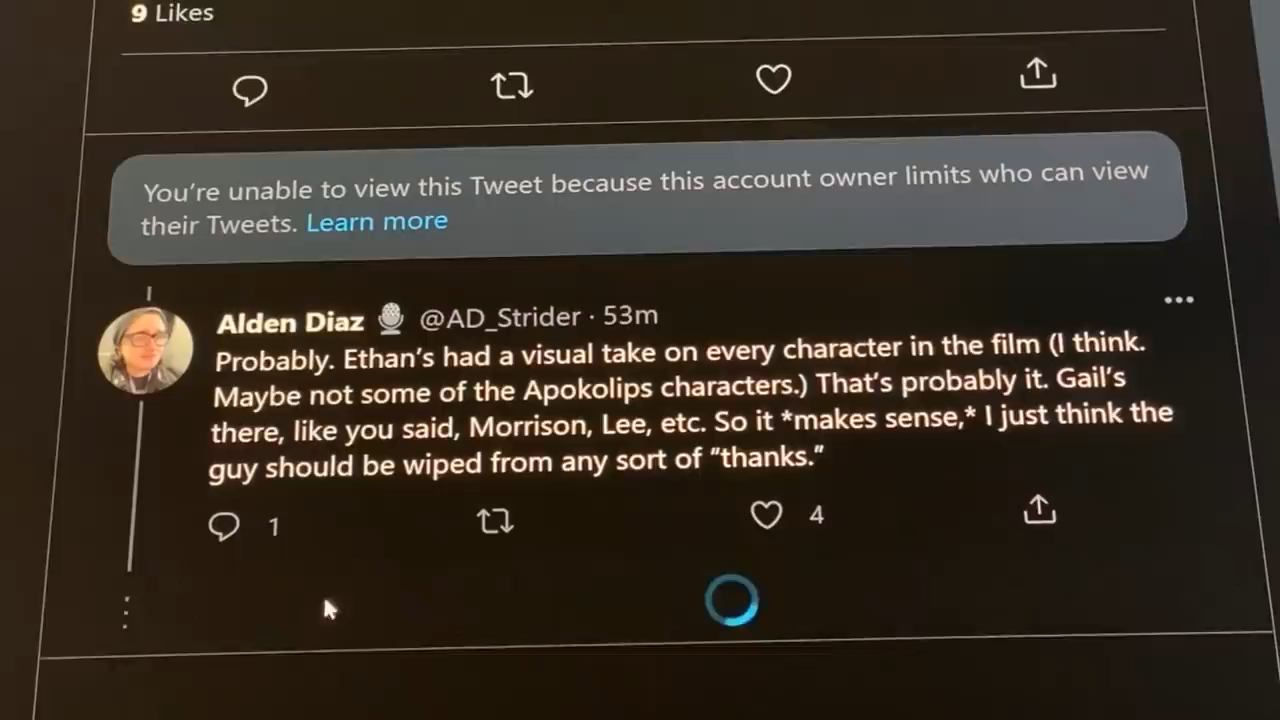 9 Likes
You’re unable to view this Tweet because this account owner limits who can view
their Tweets. Learn more
Alden Diaz @AD_Strider · 53m
Probably. Ethan’s had a visual take on every character in the film (I think.
Maybe not some of the Apokolips characters.) That’s probably it. Gail’s
there, like you said, Morrison, Lee, etc. So it *makes sense,* I just think the
guy should be wiped from any sort of “thanks.”
1 4